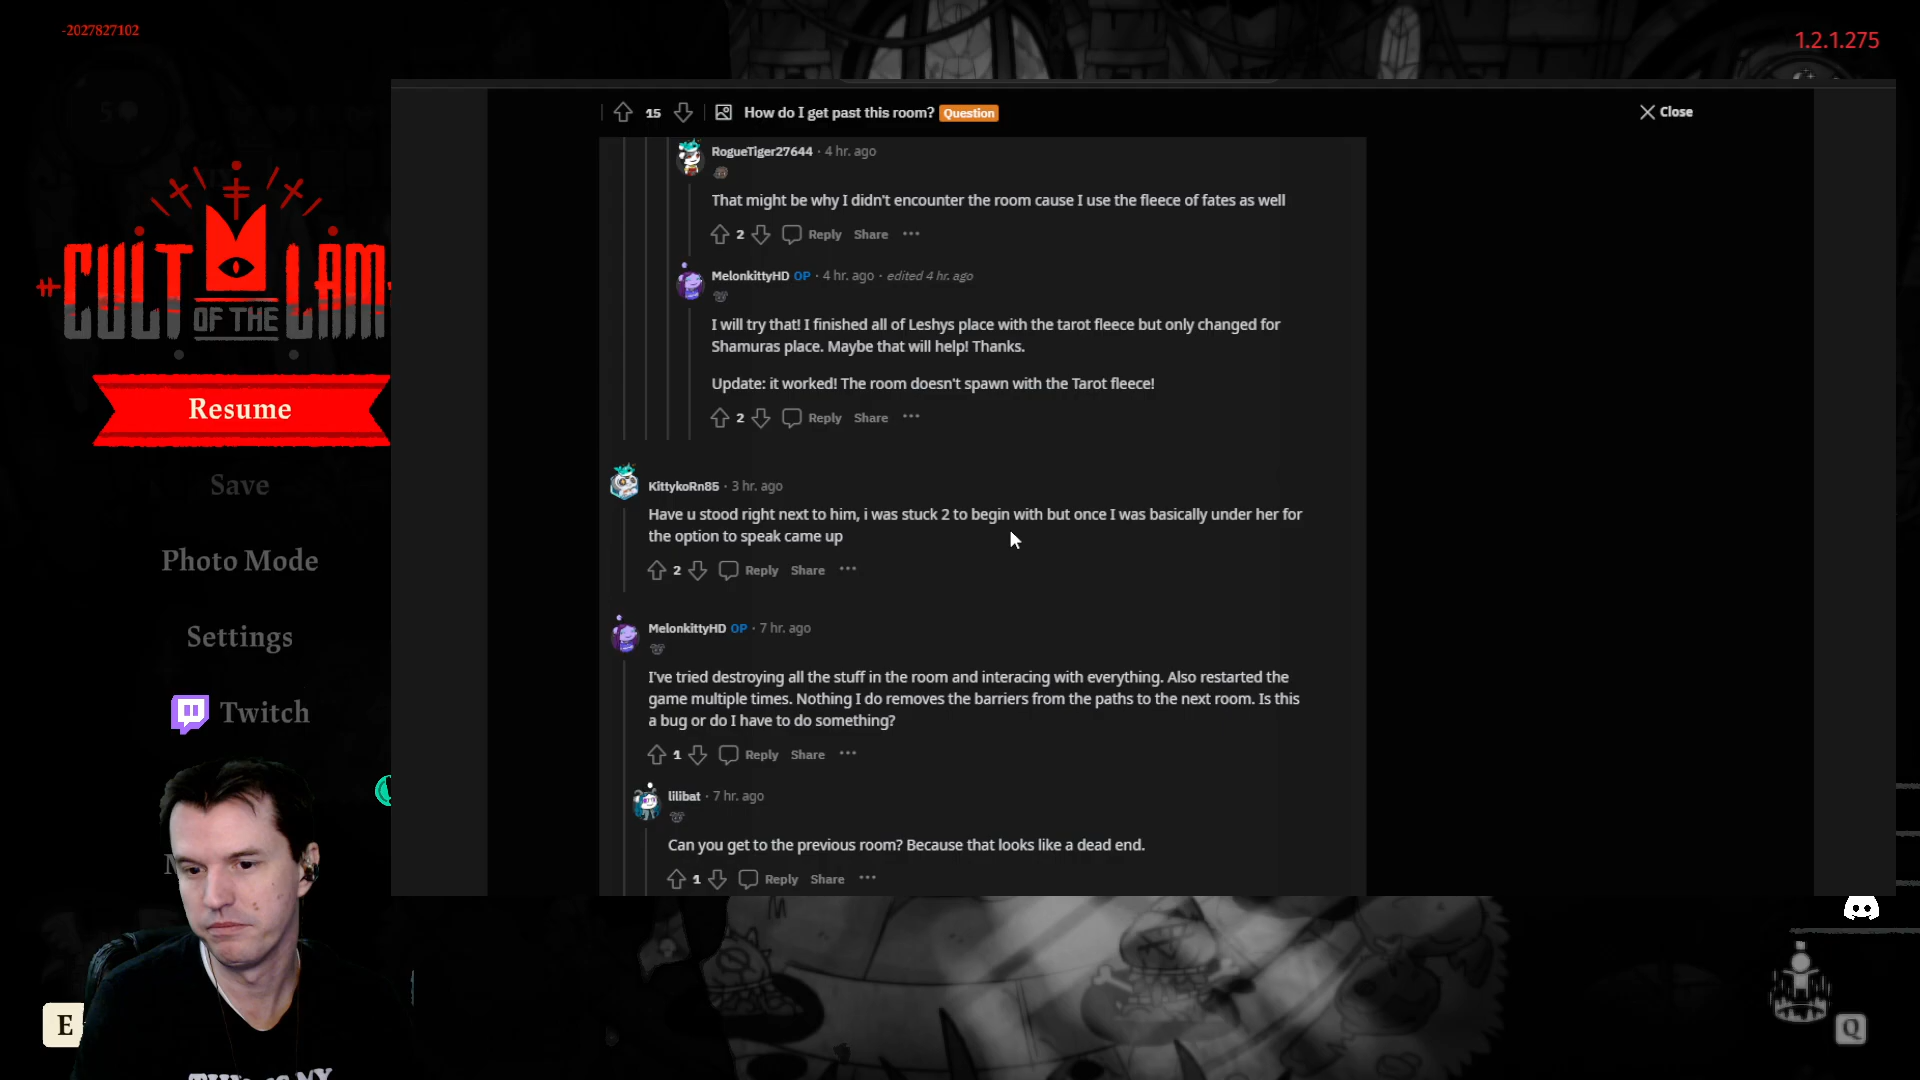 -2027827102
1.2.1.275
15
How do I get past this room?
Question
Close
RogueTiger27644 · 4 hr. ago
That might be why I didn't encounter the room cause I use the fleece of fates as well
2 Reply Share ···
MelonkittyHD OP · 4 hr. ago · edited 4 hr. ago
I will try that! I finished all of Leshys place with the tarot fleece but only changed for
Shamuras place. Maybe that will help! Thanks.
Update: it worked! The room doesn't spawn with the Tarot fleece!
2 Reply Share ···
KittykoRn85 · 3 hr. ago
Have u stood right next to him, i was stuck 2 to begin with but once I was basically under her for
the option to speak came up
2 Reply Share ···
MelonkittyHD OP · 7 hr. ago
I've tried destroying all the stuff in the room and interacing with everything. Also restarted the
game multiple times. Nothing I do removes the barriers from the paths to the next room. Is this
a bug or do I have to do something?
1 Reply Share ···
lilibat · 7 hr. ago
Can you get to the previous room? Because that looks like a dead end.
1 Reply Share ···
CULT
OF THE
LAM
Resume
Save
Photo Mode
Settings
Twitch
E
Q